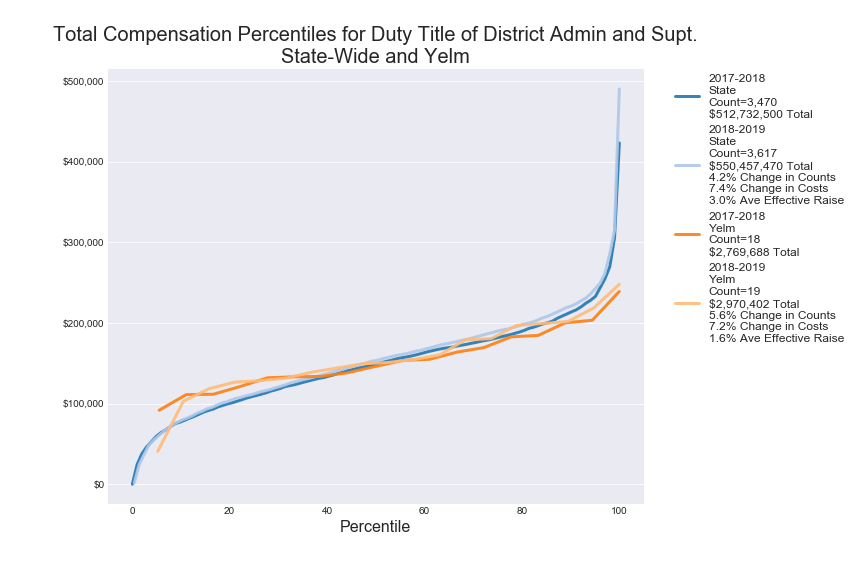 Total Compensation Percentiles for Duty Title of District Admin and Supt.
State-Wide and Yelm
$500,000
$400,000
$300,000
$200,000
$100,000
$0
0
20
40
60
80
100
Percentile
2017-2018
State
Count=3,470
$512,732,500 Total
2018-2019
State
Count=3,617
$550,457,470 Total
4.2% Change in Counts
7.4% Change in Costs
3.0% Ave Effective Raise
2017-2018
Yelm
Count=18
$2,769,688 Total
2018-2019
Yelm
Count=19
$2,970,402 Total
5.6% Change in Counts
7.2% Change in Costs
1.6% Ave Effective Raise